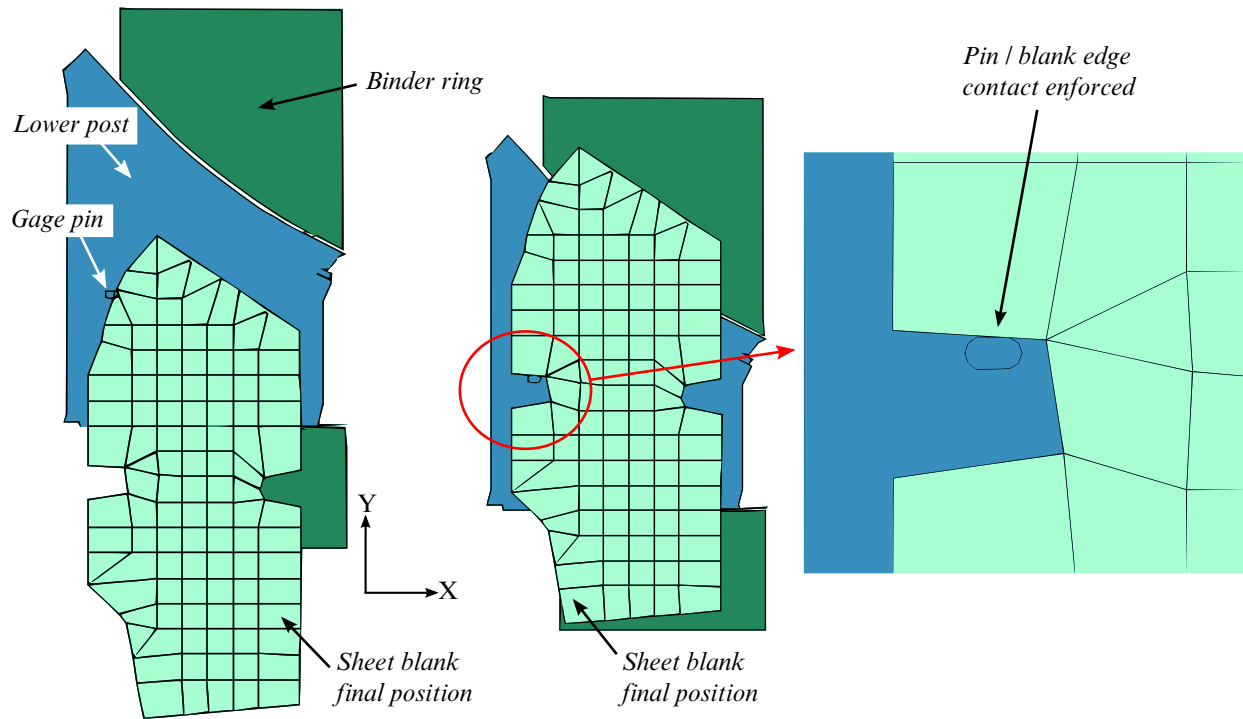 Pin / blank edge
contact enforced
Binder ring
Lower post
Gage pin
Y
X
Sheet blank
final position
Sheet blank
final position